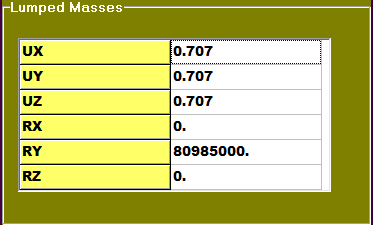 Lumped Masses
UX 0.707
UY 0.707
UZ 0.707
RX 0.
RY 80985000.
RZ 0.